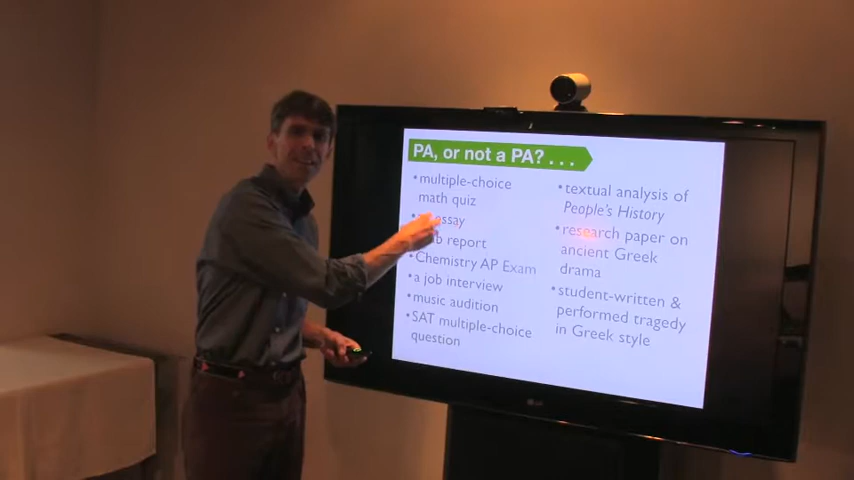 PA, or not a PA? . . .
• multiple-choice
math quiz
• essay
report
• Chemistry AP Exam
• a job interview
• music audition
• SAT multiple-choice
question
• textual analysis of
People's History
• research paper on
ancient Greek
drama
• student-written &
performed tragedy
in Greek style
LG